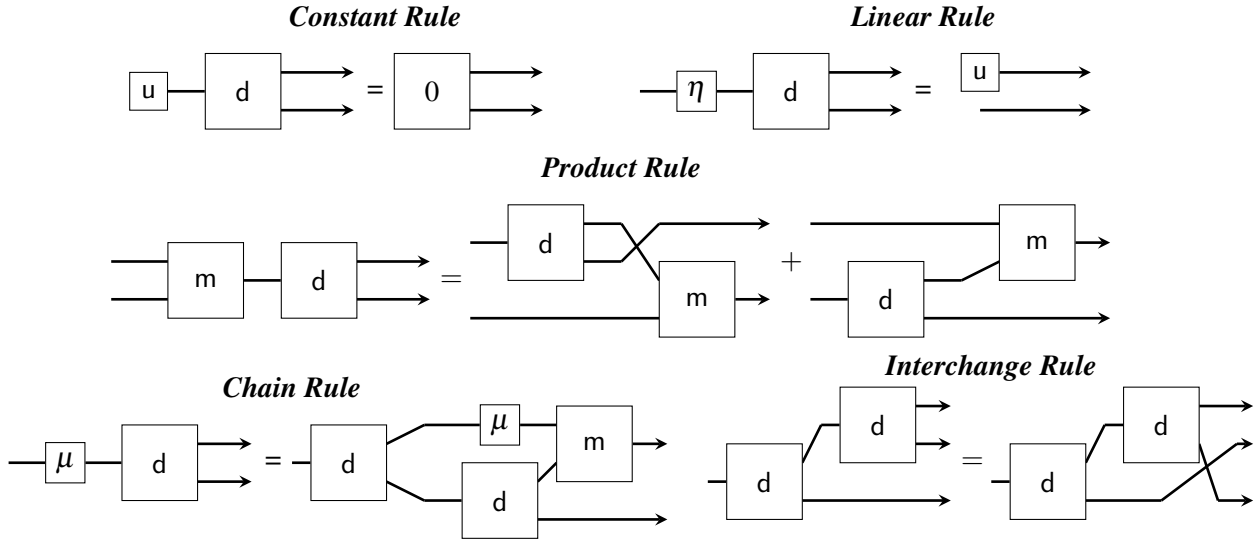 Constant Rule
Linear Rule
u d = 0
η d = u
Product Rule
m d = d m + d m
Chain Rule
Interchange Rule
μ d = d μ d m
d d = d d